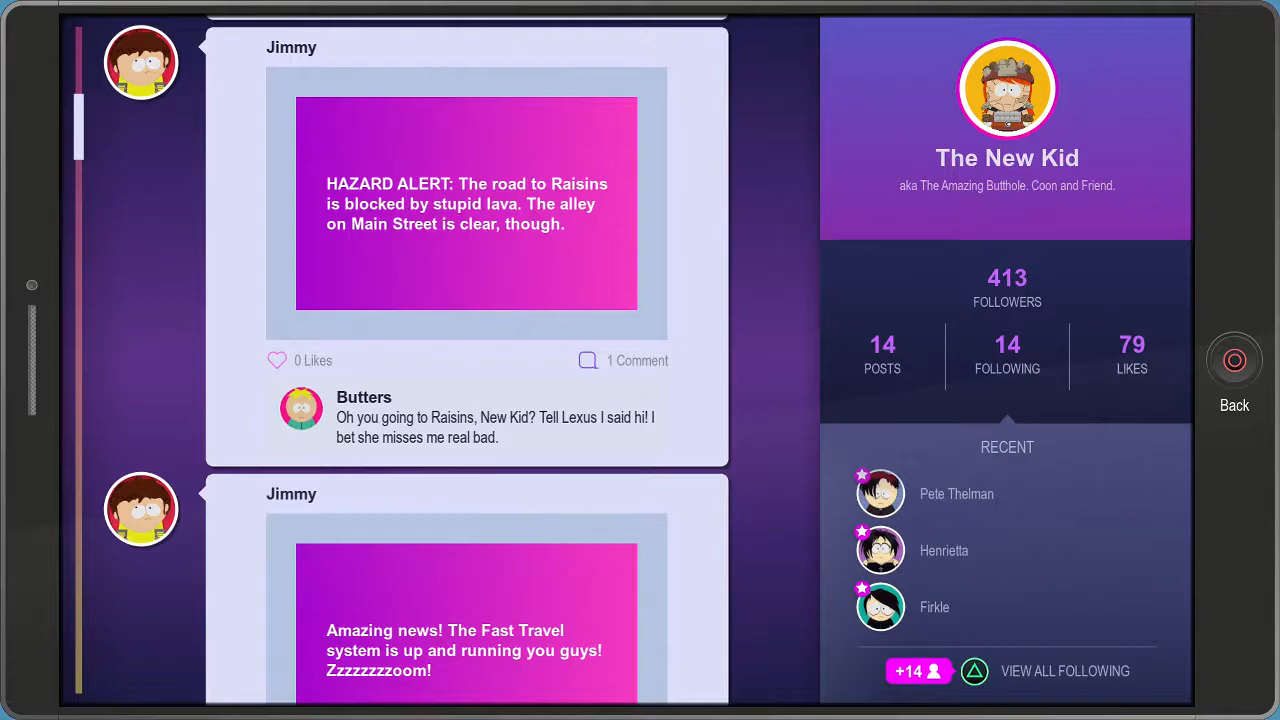 Jimmy
HAZARD ALERT: The road to Raisins
is blocked by stupid lava. The alley
on Main Street is clear, though.
0 Likes
1 Comment
Butters
Oh you going to Raisins, New Kid? Tell Lexus I said hi! I
bet she misses me real bad.
Jimmy
Amazing news! The Fast Travel
system is up and running you guys!
Zzzzzzzzoom!
The New Kid
aka The Amazing Butthole. Coon and Friend.
413
FOLLOWERS
14
POSTS
14
FOLLOWING
79
LIKES
RECENT
Pete Thelman
Henrietta
Firkle
+14
VIEW ALL FOLLOWING
Back